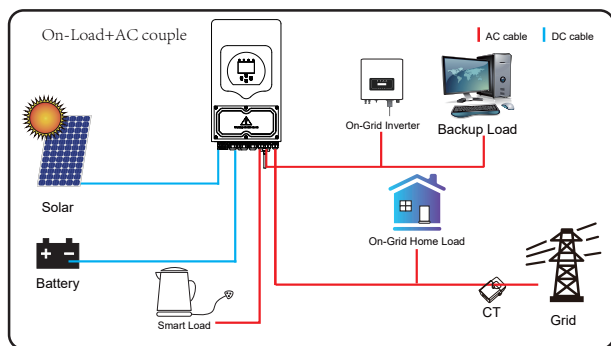 On-Load+AC couple
AC cable
DC cable
On-Grid Inverter
Backup Load
Solar
On-Grid Home Load
Battery
Smart Load
CT
Grid